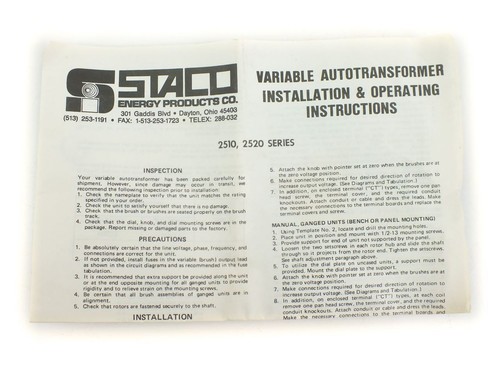 STACO
ENERGY PRODUCTS CO.
301 Gaddis Blvd • Dayton, Ohio 45403
(513) 253-1191 • FAX: 1-513-253-1723 • TELEX: 288-032
VARIABLE AUTOTRANSFORMER
INSTALLATION & OPERATING
INSTRUCTIONS
2510, 2520 SERIES
INSPECTION
Your variable autotransformer has been packed carefully for
shipment. However, since damage may occur in transit, we
recommend the following inspection prior to installation:
1. Check the nameplate to verify that the unit matches the rating
specified in your order.
2. Check the unit to satisfy yourself that there is no damage.
3. Check that the brush or brushes are seated properly on the brush
track.
4. Check that the dial, knob, and dial mounting screw are in the
package. Report missing or damaged parts to the factory.
PRECAUTIONS
1. Be absolutely certain that the line voltage, phase, frequency, and
connections are correct for the unit.
2. If not provided, install fuses in the variable (brush) output lead
as shown in the circuit diagrams and as recommended in the fuse
tabulation.
3. It is recommended that extra support be provided along the unit
or at the end opposite mounting for all ganged units to provide
rigidity and to relieve strain on the mounting screws.
4. Be certain that all brush assemblies of ganged units are in
alignment.
5. Check that rotors are fastened securely to the shaft.
INSTALLATION
5. Attach the knob with pointer set at zero when the brushes are at
the zero voltage position.
6. Make connections required for desired direction of rotation to
increase output voltage. (See Diagrams and Tabulation.)
7. In addition, on enclosed terminal ("CT") types, remove one pan
head screw, the terminal cover, and the required conduit
knockouts. Attach conduit or cable and dress the leads. Make
necessary connections to the terminal boards and replace the
terminal covers and screw.
MANUAL, GANGED UNITS (BENCH OR PANEL MOUNTING)
1. Using Template No. 2, locate and drill the mounting holes.
2. Place unit in position and mount with 1/2-13 mounting screws.
3. Provide support for end of unit not supported by the panel.
4. Loosen the two setscrews in each rotor hub and slide the shaft
through so it projects from the rotor end. Tighten the setscrews.
See shaft adjustment paragraph above.
5. To utilize the dial plate on uncased units, a support must be
provided. Mount the dial plate to the support.
6. Attach the knob with pointer set at zero when the brushes are at
the zero voltage position.
7. Make connections required for desired direction of rotation to
increase output voltage. (See Diagrams and Tabulation.)
8. In addition, on enclosed terminal ("CT") types, at each coil
remove one pan head screw, the terminal cover, and the required
conduit knockouts. Attach conduit or cable and dress the leads.
Make the necessary connections to the terminal boards and